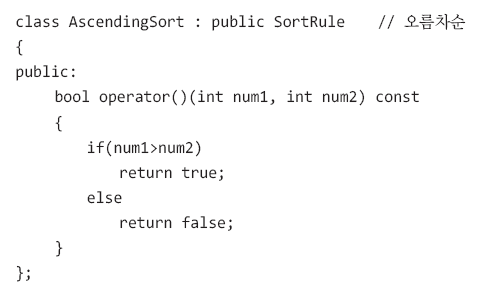 class AscendingSort : public SortRule    // 오름차순
{
public:
    bool operator()(int num1, int num2) const
    {
        if(num1>num2)
            return true;
        else
            return false;
    }
};